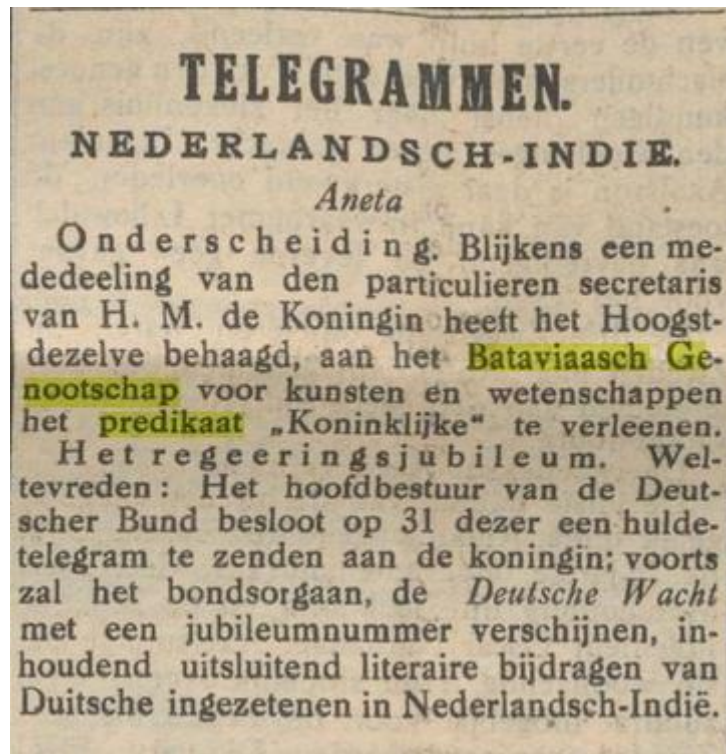 TELEGRAMMEN.
NEDERLANDSCH-INDIE.
Aneta
Onderscheiding. Blijkens een me-
dedeeling van den particulieren secretaris
van H. M. de Koningin heeft het Hoogst-
dezelve behaagd, aan het Bataviaasch Ge-
nootschap voor kunsten en wetenschappen
het predikaat „Koninklijke“ te verleenen.
Het regeeringsjubileum. Wel-
tevreden: Het hoofdbestuur van de Deut-
scher Bund besloot op 31 dezer een hulde-
telegram te zenden aan de koningin; voorts
zal het bondsorgaan, de Deutsche Wacht
met een jubileumnummer verschijnen, in-
houdend uitsluitend literaire bijdragen van
Duitsche ingezetenen in Nederlandsch-Indië.